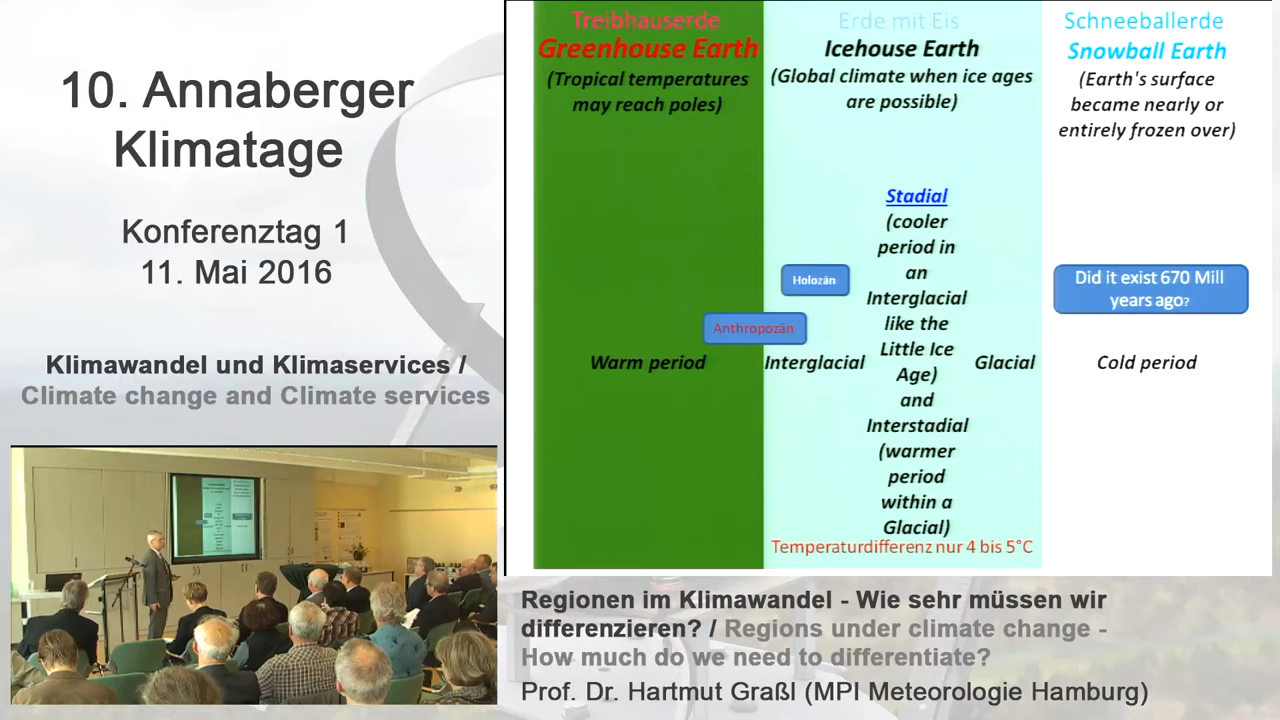 10. Annaberger
Klimatage
Konferenztag 1
11. Mai 2016
Klimawandel und Klimaservices /
Climate change and Climate services
Treibhauserde
Greenhouse Earth
(Tropical temperatures
may reach poles)
Warm period
Anthropozän
Erde mit Eis
Icehouse Earth
(Global climate when ice ages
are possible)
Holozän
Interglacial
Stadial
(cooler
period in
an
Interglacial
like the
Little Ice
Age)
and
Interstadial
(warmer
period
within a
Glacial)
Glacial
Temperaturdifferenz nur 4 bis 5°C
Schneeballerde
Snowball Earth
(Earth's surface
became nearly or
entirely frozen over)
Did it exist 670 Mill
years ago?
Cold period
Regionen im Klimawandel - Wie sehr müssen wir
differenzieren? / Regions under climate change -
How much do we need to differentiate?
Prof. Dr. Hartmut Graßl (MPI Meteorologie Hamburg)